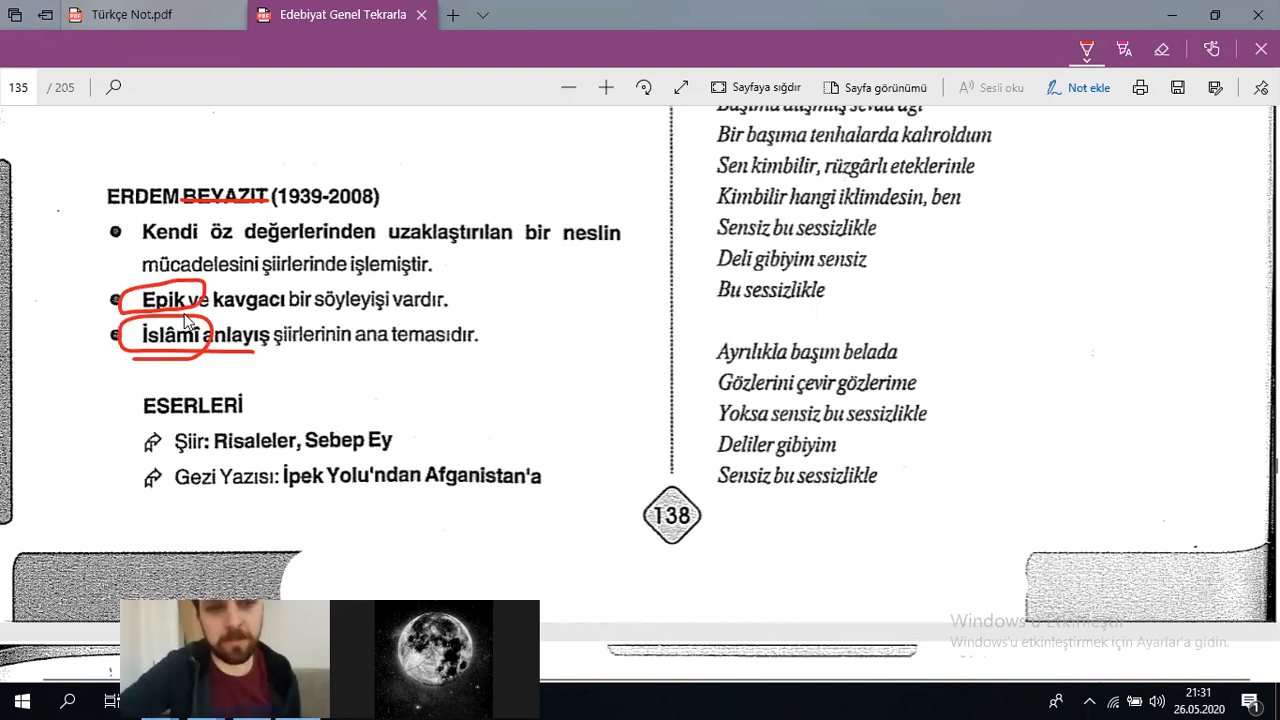 Türkçe Not.pdf
Edebiyat Genel Tekrarla
135 / 205
Sayfaya sığdır
Sayfa görünümü
Sesli oku
Not ekle
ERDEM BEYAZIT (1939-2008)
Kendi öz değerlerinden uzaklaştırılan bir neslin
mücadelesini şiirlerinde işlemiştir.
Epik ve kavgacı bir söyleyişi vardır.
İslâmî anlayış şiirlerinin ana temasıdır.
ESERLERİ
Şiir: Risaleler, Sebep Ey
Gezi Yazısı: İpek Yolu'ndan Afganistan'a
Bir başıma tenhalarda kahroldum
Sen kimbilir, rüzgârlı eteklerinle
Kimbilir hangi iklimdesin, ben
Sensiz bu sessizlikle
Deli gibiyim sensiz
Bu sessizlikle
Ayrılıkla başım belada
Gözlerini çevir gözlerime
Yoksa sensiz bu sessizlikle
Deliler gibiyim
Sensiz bu sessizlikle
138
Windows'u Etkinleştir
Windows'u etkinleştirmek için Ayarlar'a gidin.
21:31
26.05.2020
1